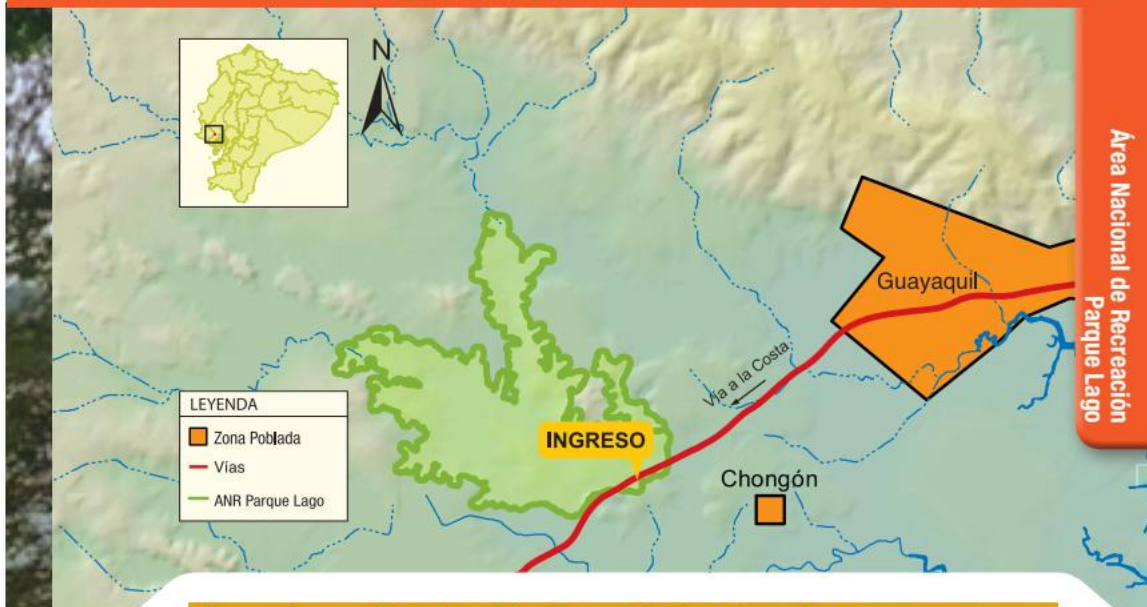 N
Área Nacional de Recreación
Parque Lago
Guayaquil
Vía a la Costa
INGRESO
Chongón
LEYENDA
Zona Poblada
Vías
ANR Parque Lago